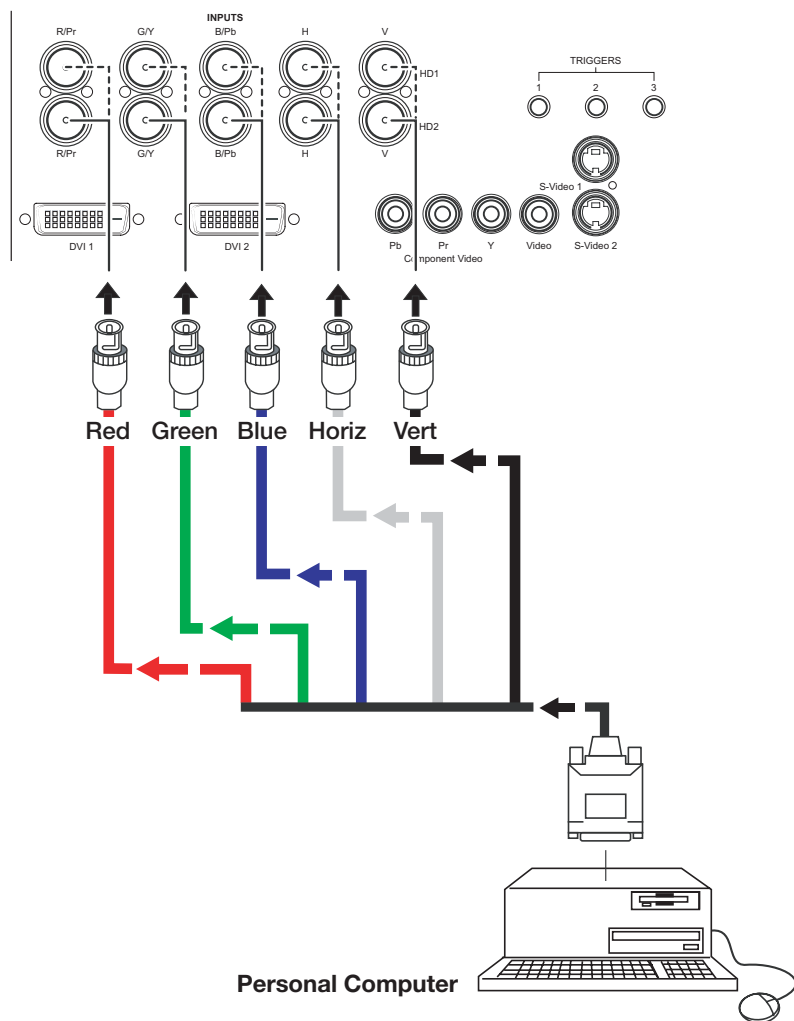 INPUTS
R/Pr G/Y B/Pb H V
TRIGGERS
1 2 3
HD1
HD2
R/Pr G/Y B/Pb H V
S-Video 1
DVI 1 DVI 2
Pb Pr Y Video S-Video 2
Component Video
Red Green Blue Horiz Vert
Personal Computer